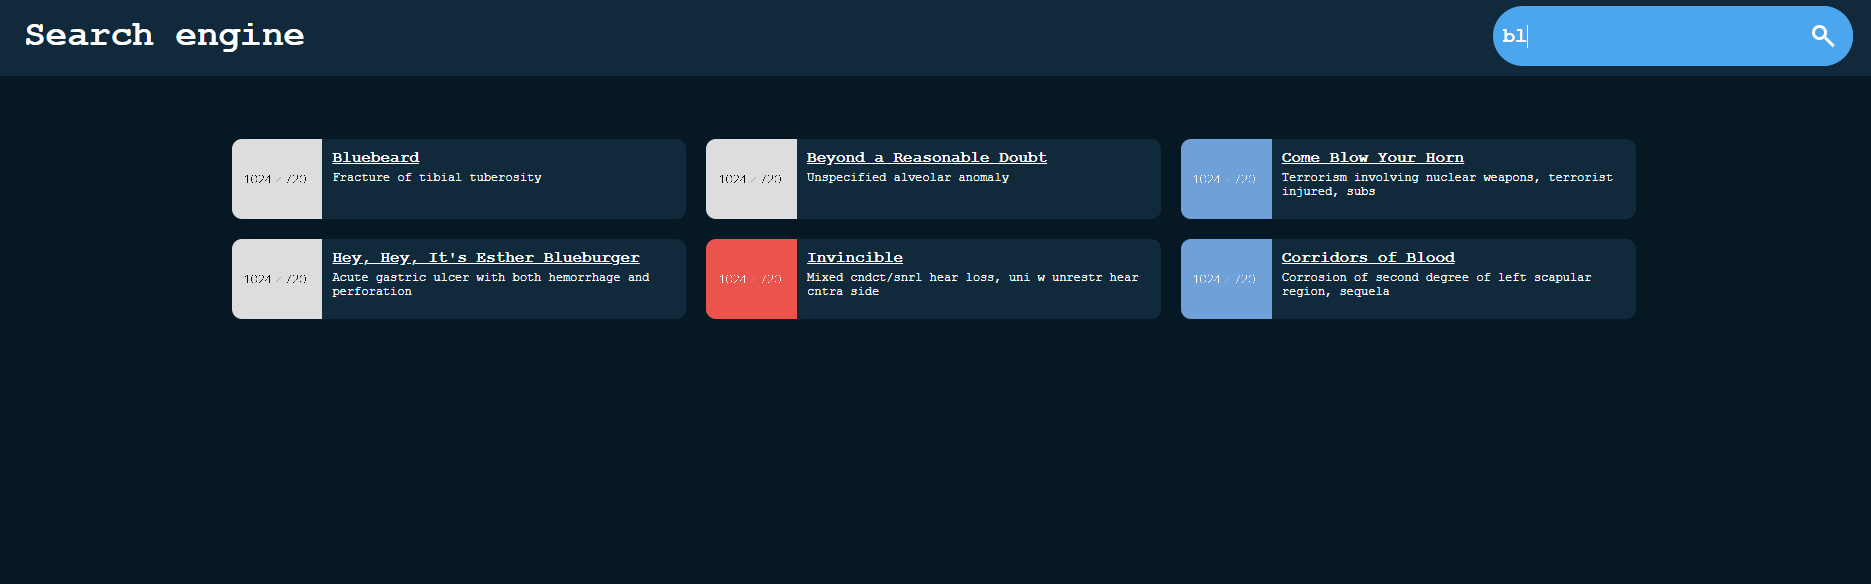 Search engine
bl
1024 × 720
Bluebeard
Fracture of tibial tuberosity
1024 × 720
Beyond a Reasonable Doubt
Unspecified alveolar anomaly
1024 × 720
Come Blow Your Horn
Terrorism involving nuclear weapons, terrorist
injured, subs
1024 × 720
Hey, Hey, It's Esther Blueburger
Acute gastric ulcer with both hemorrhage and
perforation
1024 × 720
Invincible
Mixed cndct/snrl hear loss, uni w unrestr hear
cntra side
1024 × 720
Corridors of Blood
Corrosion of second degree of left scapular
region, sequela